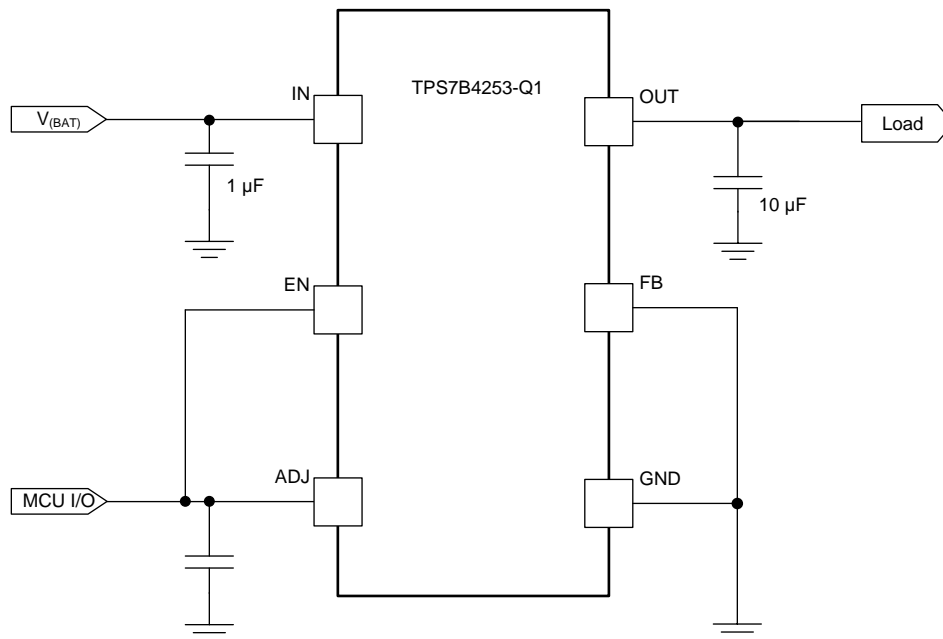 TPS7B4253-Q1
IN
OUT
V(BAT)
Load
1 µF
10 µF
EN
FB
ADJ
GND
MCU I/O